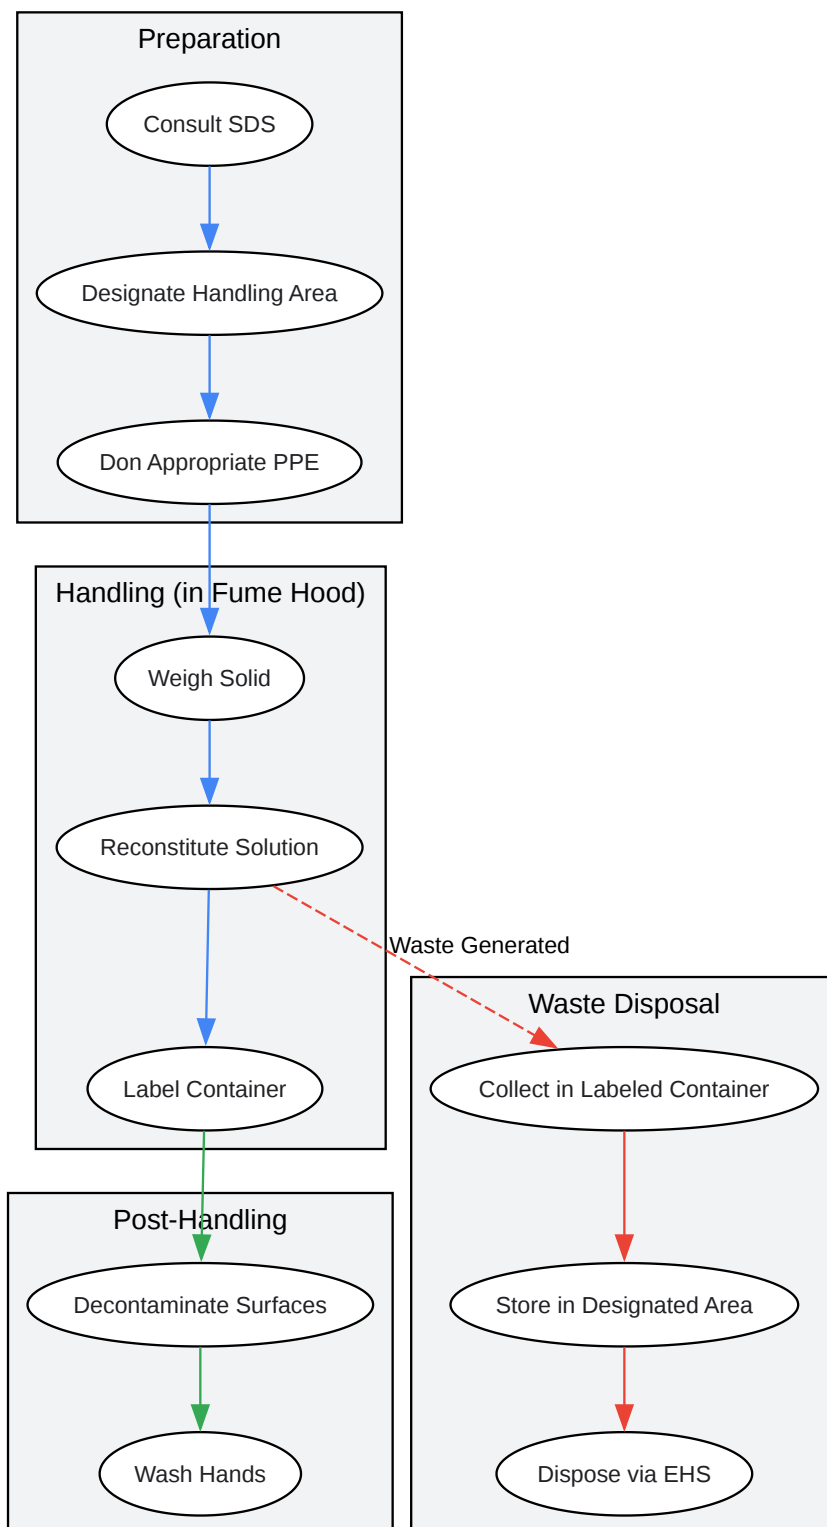 Preparation
Consult SDS
Designate Handling Area
Don Appropriate PPE
Handling (in Fume Hood)
Weigh Solid
Reconstitute Solution
Waste Generated
Label Container
Waste Disposal
Collect in Labeled Container
Store in Designated Area
Dispose via EHS
Post-Handling
Decontaminate Surfaces
Wash Hands